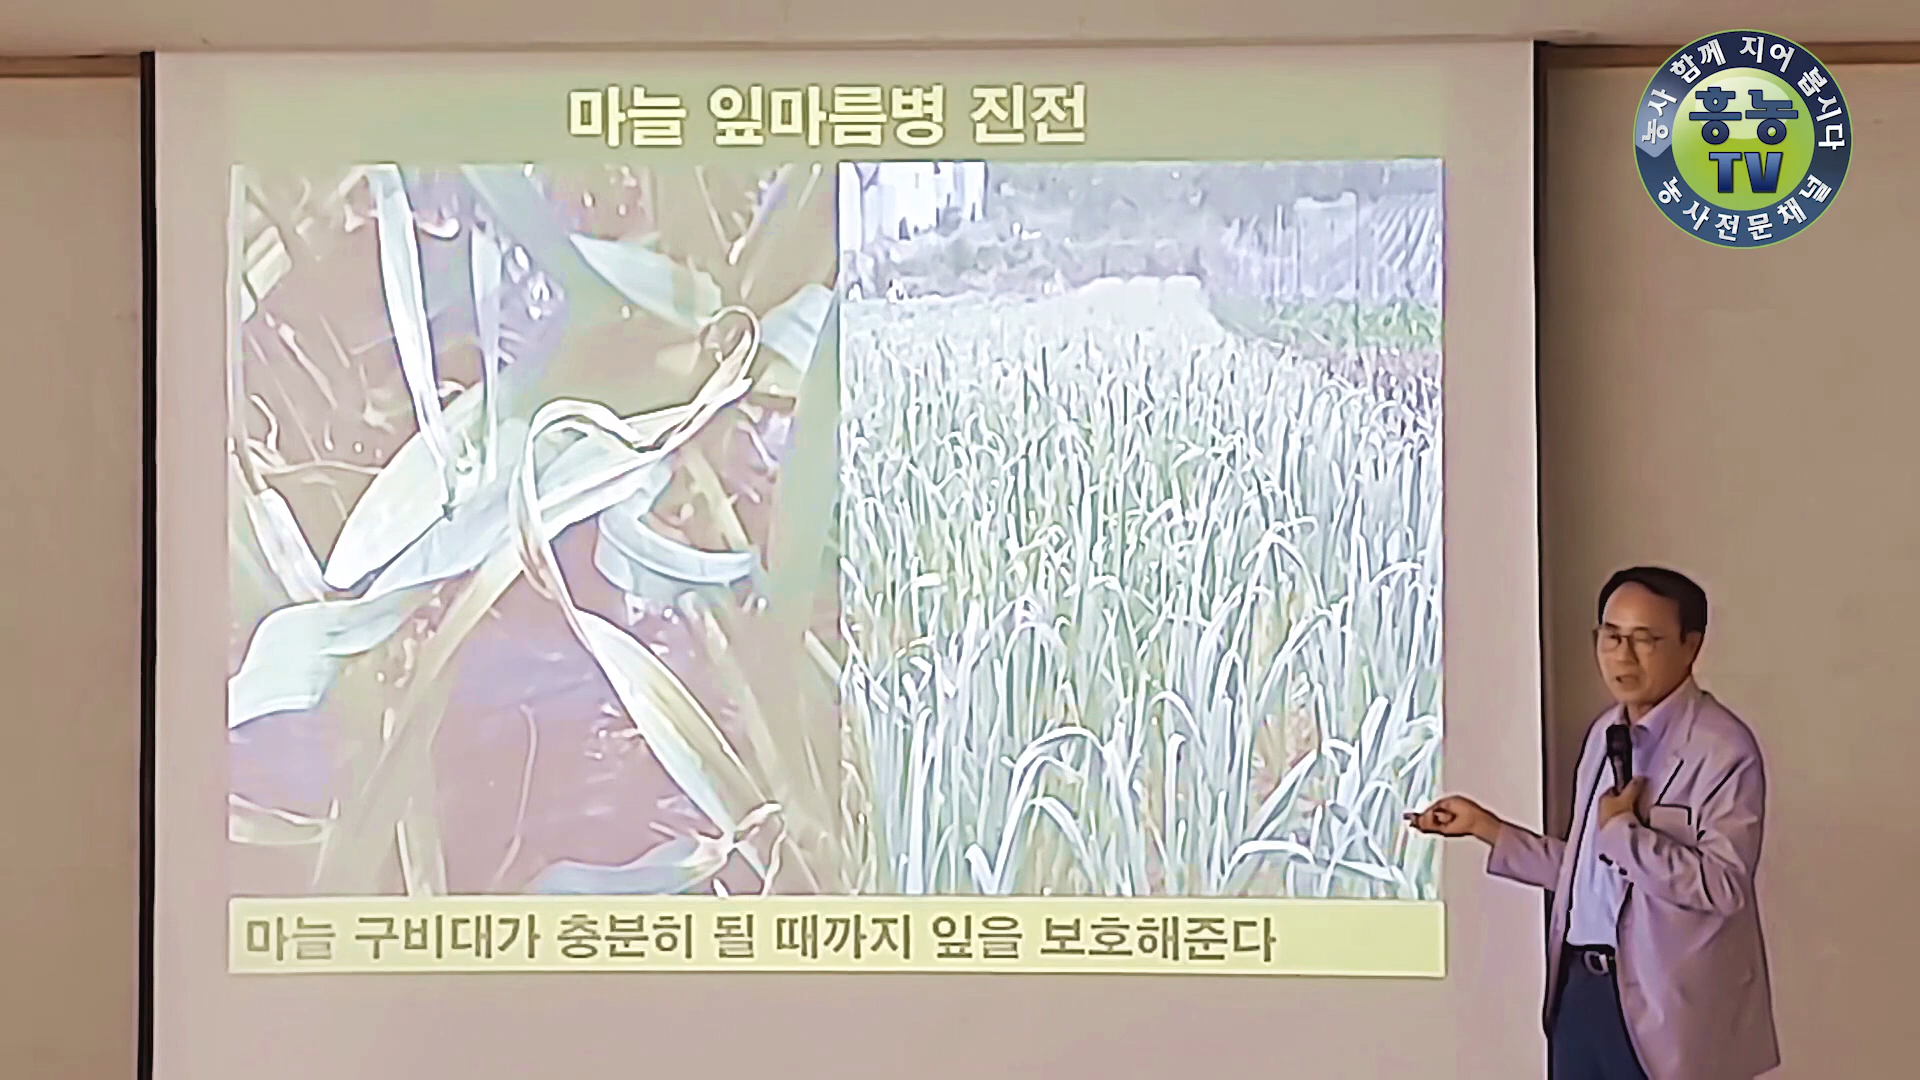 마늘 잎마름병 진전
농사 함께 지어 봅시다
흥농
TV
농사전문채널
마늘 구비대가 충분히 될 때까지 잎을 보호해준다